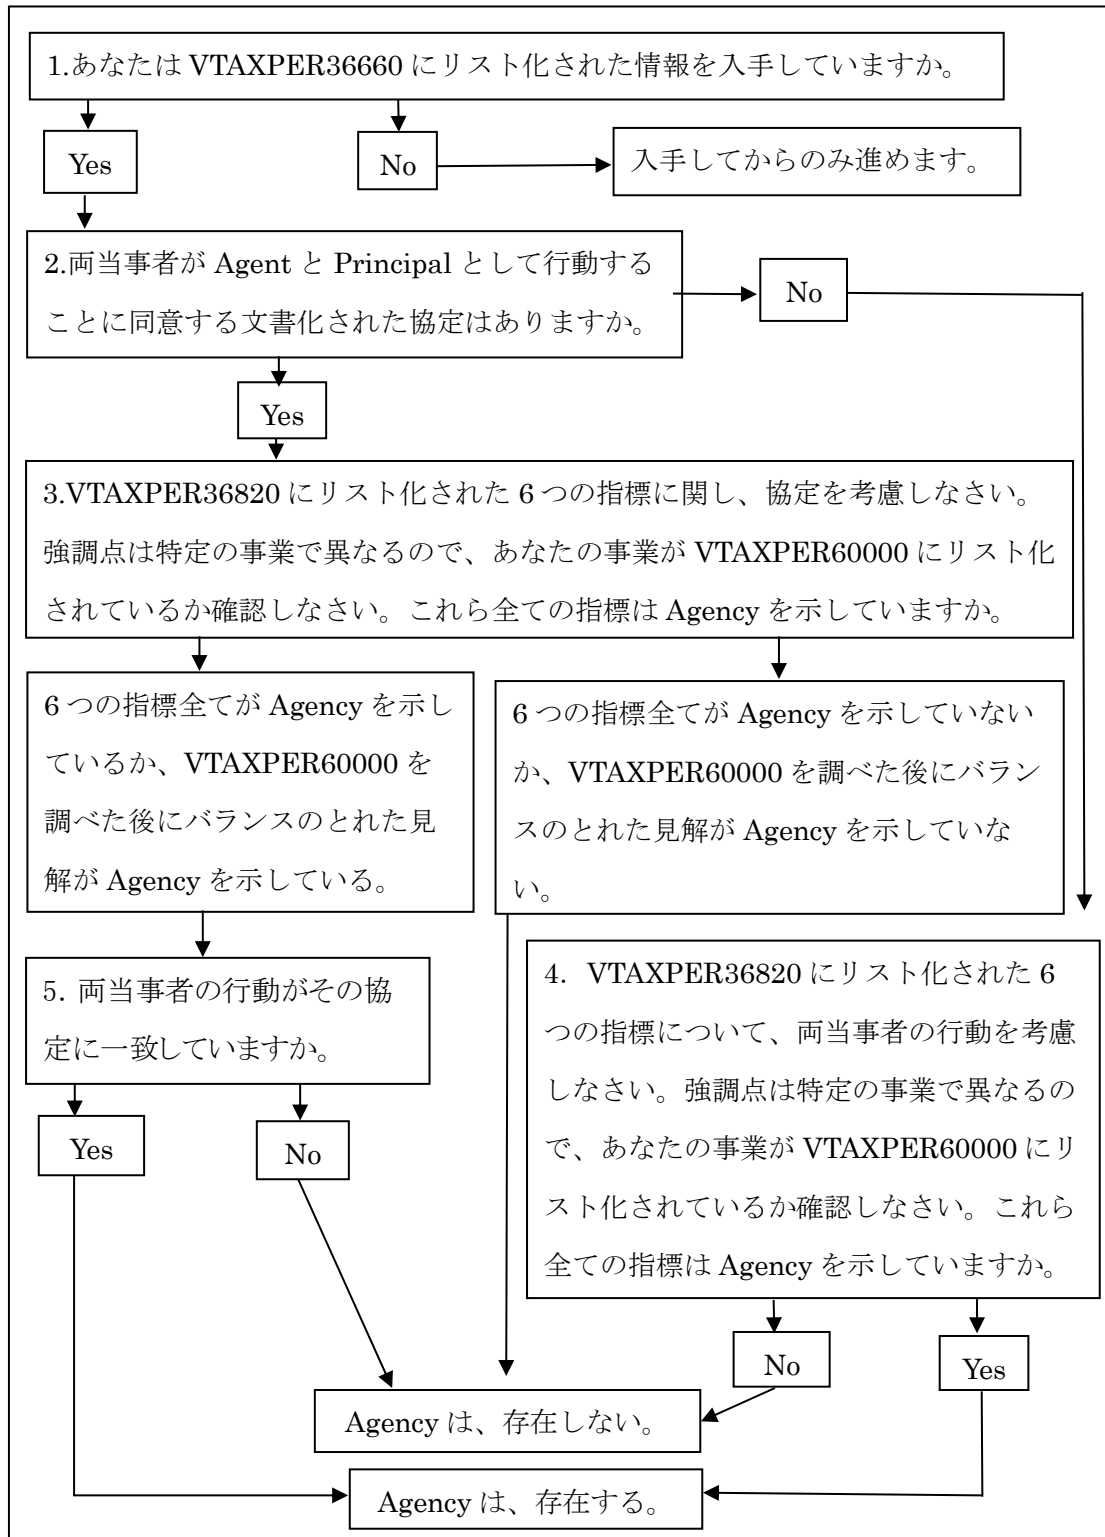 1.あなたは VTAXPER36660 にリスト化された情報を入手していますか。
Yes
No
入手してからのみ進めます。
2.両当事者が Agent と Principal として行動する
ことに同意する文書化された協定はありますか。
No
Yes
3.VTAXPER36820 にリスト化された 6 つの指標に関し、協定を考慮しなさい。
強調点は特定の事業で異なるので、あなたの事業が VTAXPER60000 にリスト化
されているか確認しなさい。これら全ての指標は Agency を示していますか。
6 つの指標全てが Agency を示し
ているか、VTAXPER60000 を
調べた後にバランスのとれた見
解が Agency を示している。
6 つの指標全てが Agency を示していない
か、VTAXPER60000 を調べた後にバラン
スのとれた見解が Agency を示していな
い。
5. 両当事者の行動がその協
定に一致していますか。
Yes
No
4. VTAXPER36820 にリスト化された 6
つの指標について、両当事者の行動を考慮
しなさい。強調点は特定の事業で異なるの
で、あなたの事業が VTAXPER60000 にリ
スト化されているか確認しなさい。これら
全ての指標は Agency を示していますか。
No
Yes
Agency は、存在しない。
Agency は、存在する。